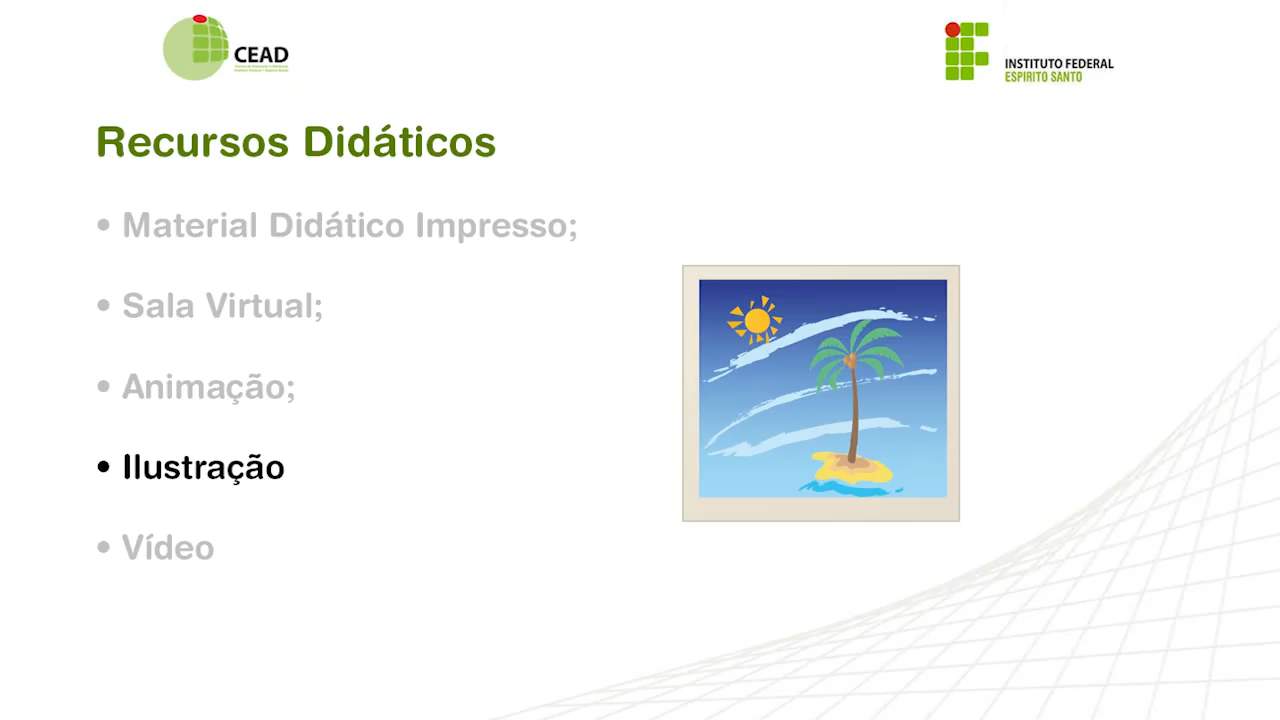 CEAD
INSTITUTO FEDERAL
ESPIRITO SANTO
Recursos Didáticos
• Material Didático Impresso;
• Sala Virtual;
• Animação;
• Ilustração
• Vídeo